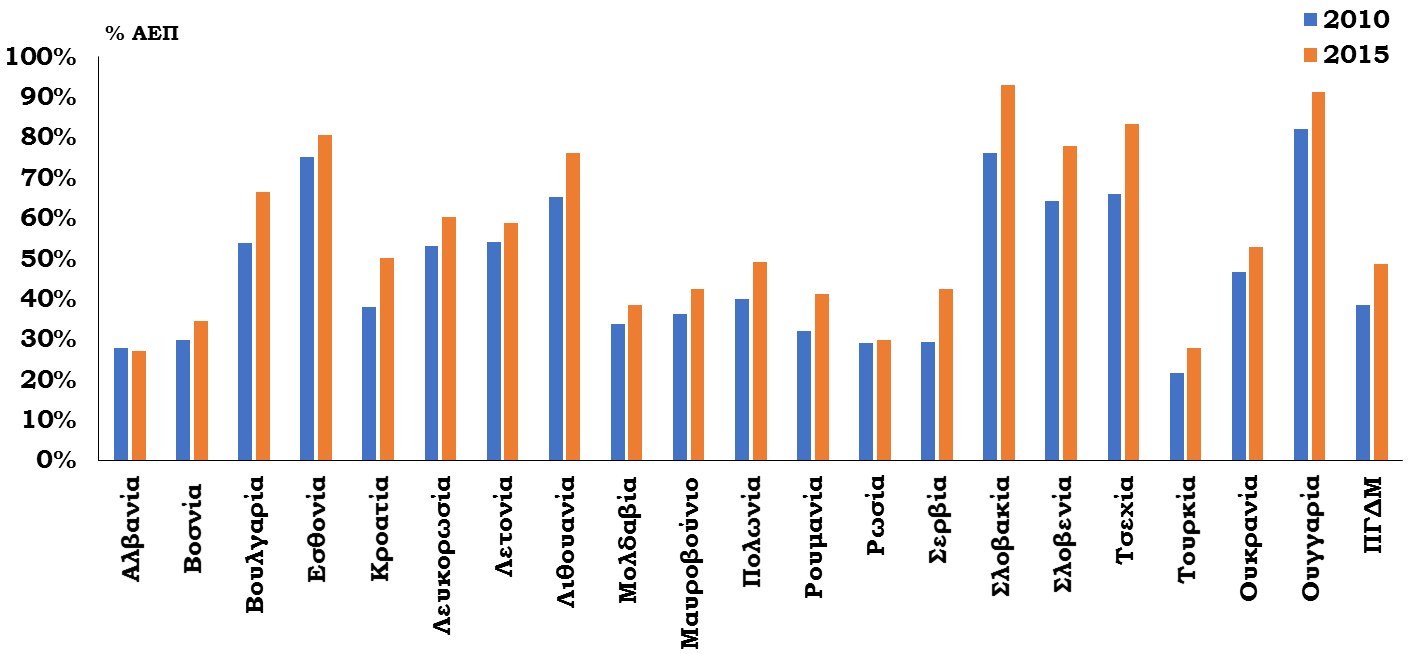 % ΑΕΠ
2010
2015
100%
90%
80%
70%
60%
50%
40%
30%
20%
10%
0%
Αλβανία
Βοσνία
Βουλγαρία
Εσθονία
Κροατία
Λευκορωσία
Λετονία
Λιθουανία
Μολδαβία
Μαυροβούνιο
Πολωνία
Ρουμανία
Ρωσία
Σερβία
Σλοβακία
Σλοβενία
Τσεχία
Τουρκία
Ουκρανία
Ουγγαρία
ΠΓΔΜ